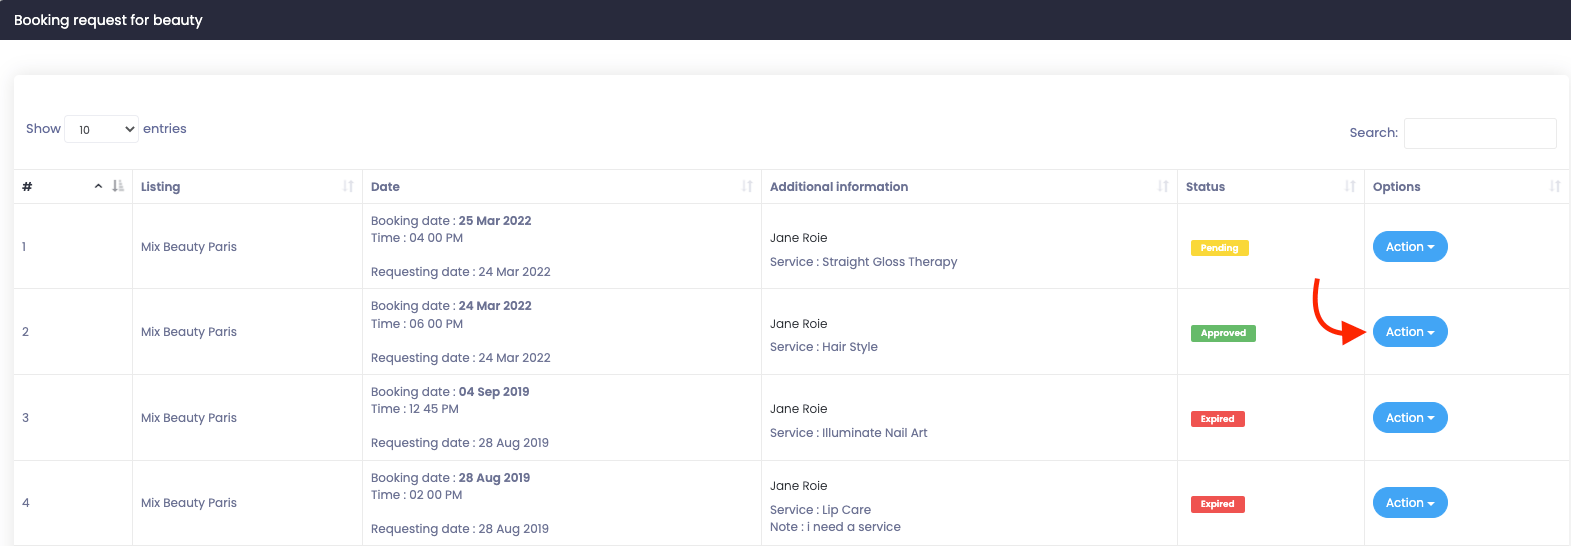 Booking request for beauty
Show 10 entries
Search:
# Listing Date Additional information Status Options
1 Mix Beauty Paris
Booking date : 25 Mar 2022
Time : 04 00 PM
Requesting date : 24 Mar 2022
Jane Roie
Service : Straight Gloss Therapy
Pending
Action
2 Mix Beauty Paris
Booking date : 24 Mar 2022
Time : 06 00 PM
Requesting date : 24 Mar 2022
Jane Roie
Service : Hair Style
Approved
Action
3 Mix Beauty Paris
Booking date : 04 Sep 2019
Time : 12 45 PM
Requesting date : 28 Aug 2019
Jane Roie
Service : Illuminate Nail Art
Expired
Action
4 Mix Beauty Paris
Booking date : 28 Aug 2019
Time : 02 00 PM
Requesting date : 28 Aug 2019
Jane Roie
Service : Lip Care
Note : i need a service
Expired
Action